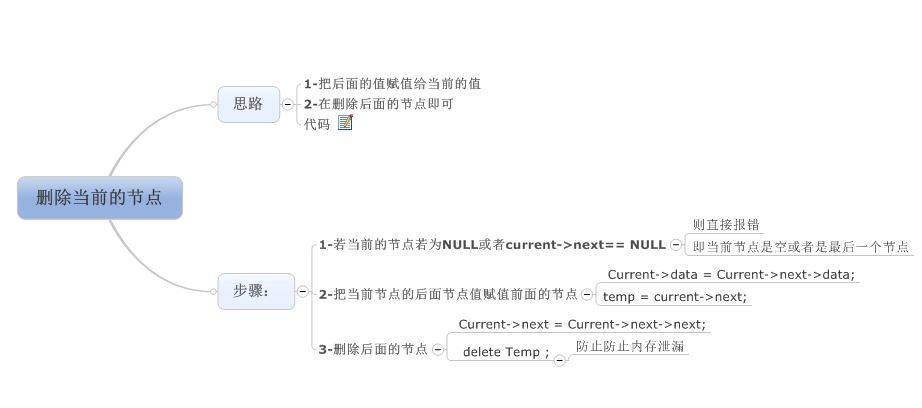 删除当前的节点
思路
1-把后面的值赋值给当前的值
2-在删除后面的节点即可
代码
步骤：
1-若当前的节点若为NULL或者current->next== NULL
则直接报错
即当前节点是空或者是最后一个节点
2-把当前节点的后面节点值赋值前面的节点
Current->data = Current->next->data;
temp = current->next;
3-删除后面的节点
Current->next = Current->next->next;
delete Temp ;
防止防止内存泄漏